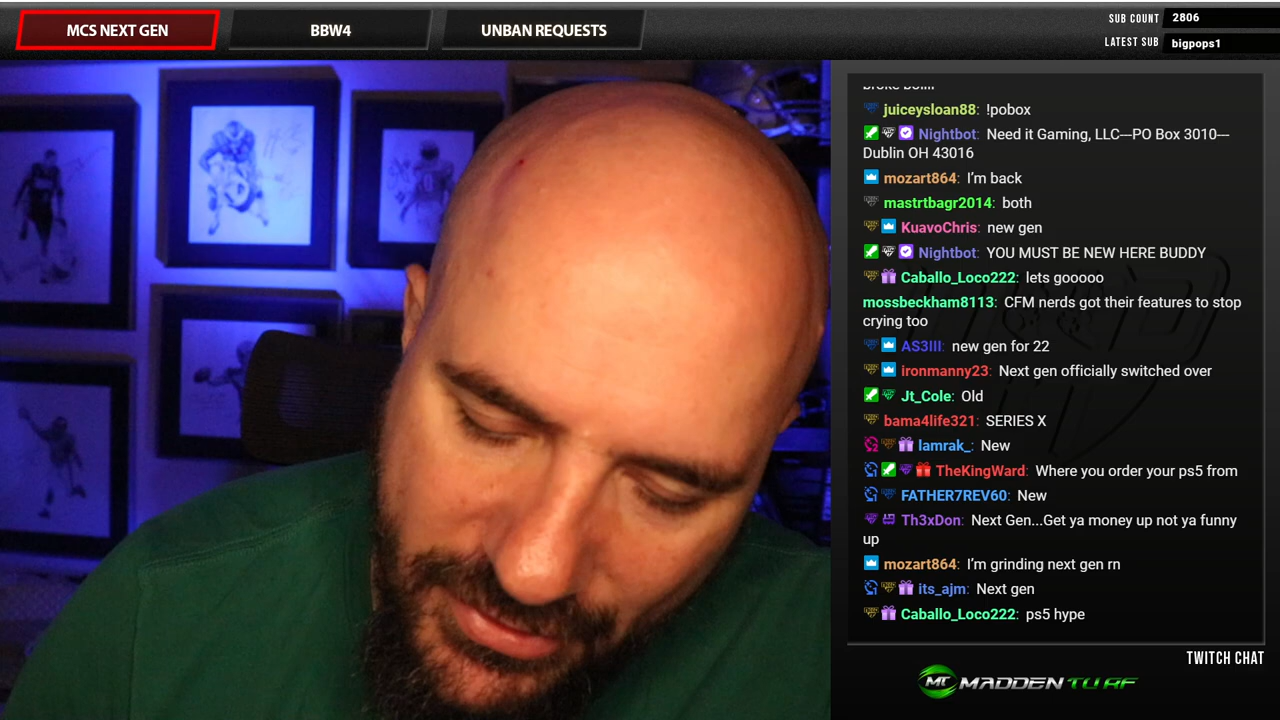 MCS NEXT GEN
BBW4
UNBAN REQUESTS
SUB COUNT 2806
LATEST SUB bigpops1
juiceysloan88: !pobox
Nightbot: Need it Gaming, LLC---PO Box 3010---
Dublin OH 43016
mozart864: I'm back
mastrtbagr2014: both
KuavoChris: new gen
Nightbot: YOU MUST BE NEW HERE BUDDY
Caballo_Loco222: lets gooooo
mossbeckham8113: CFM nerds got their features to stop
crying too
AS3III: new gen for 22
ironmanny23: Next gen officially switched over
Jt_Cole: Old
bama4life321: SERIES X
Iamrak_: New
TheKingWard: Where you order your ps5 from
FATHER7REV60: New
Th3xDon: Next Gen...Get ya money up not ya funny
up
mozart864: I'm grinding next gen rn
its_ajm: Next gen
Caballo_Loco222: ps5 hype
TWITCH CHAT
MT MADDEN TURF